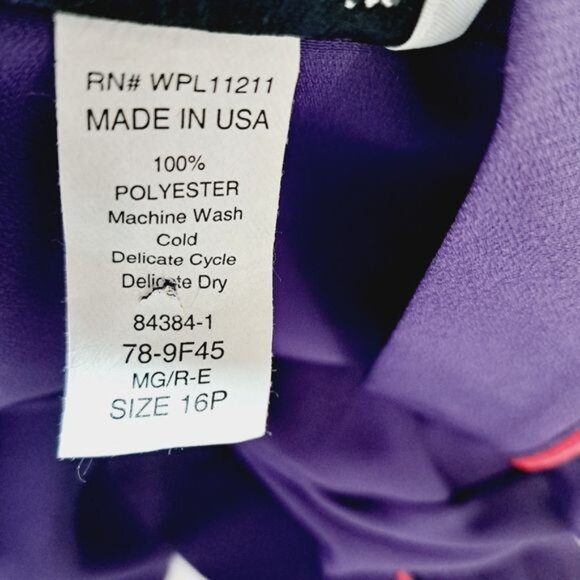 RN# WPL11211
MADE IN USA
100%
POLYESTER
Machine Wash
Cold
Delicate Cycle
Delicate Dry
84384-1
78-9F45
MG/R-E
SIZE 16P